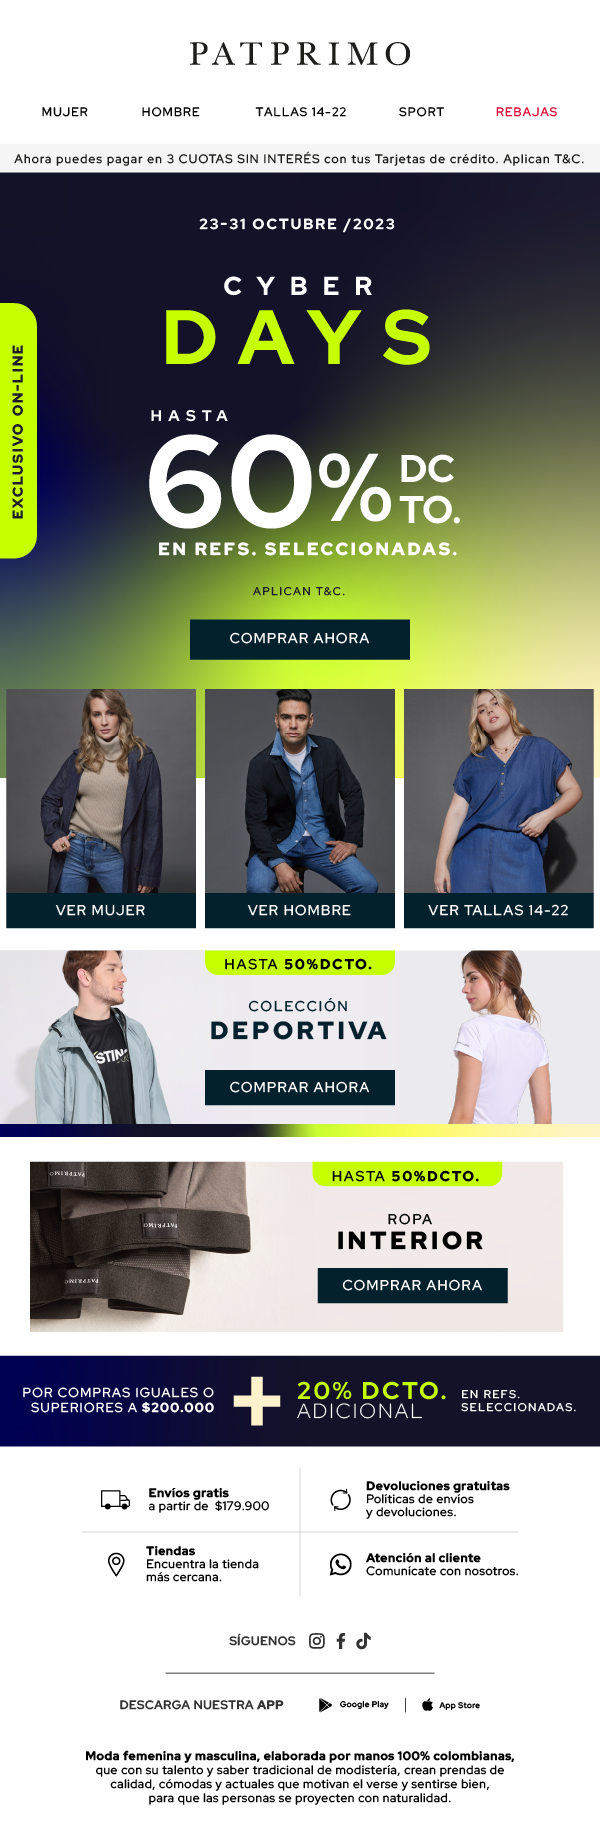 PATPRIMO
MUJER HOMBRE TALLAS 14-22 SPORT REBAJAS
Ahora puedes pagar en 3 CUOTAS SIN INTERÉS con tus Tarjetas de crédito. Aplican T&C.
23-31 OCTUBRE /2023
CYBER
DAYS
EXCLUSIVO ON-LINE
HASTA
60% DC
TO.
EN REFS. SELECCIONADAS.
APLICAN T&C.
COMPRAR AHORA
VER MUJER VER HOMBRE VER TALLAS 14-22
HASTA 50%DCTO.
COLECCIÓN
DEPORTIVA
STIN
COMPRAR AHORA
PATPRIMO
PATPRIMO
PATPRIMO
HASTA 50%DCTO.
ROPA
INTERIOR
COMPRAR AHORA
POR COMPRAS IGUALES O
SUPERIORES A $200.000
+
20% DCTO.
ADICIONAL
EN REFS.
SELECCIONADAS.
Envíos gratis
a partir de $179.900
Devoluciones gratuitas
Políticas de envíos
y devoluciones.
Tiendas
Encuentra la tienda
más cercana.
Atención al cliente
Comunícate con nosotros.
SÍGUENOS
DESCARGA NUESTRA APP Google Play | App Store
Moda femenina y masculina, elaborada por manos 100% colombianas,
que con su talento y saber tradicional de modistería, crean prendas de
calidad, cómodas y actuales que motivan el verse y sentirse bien,
para que las personas se proyecten con naturalidad.